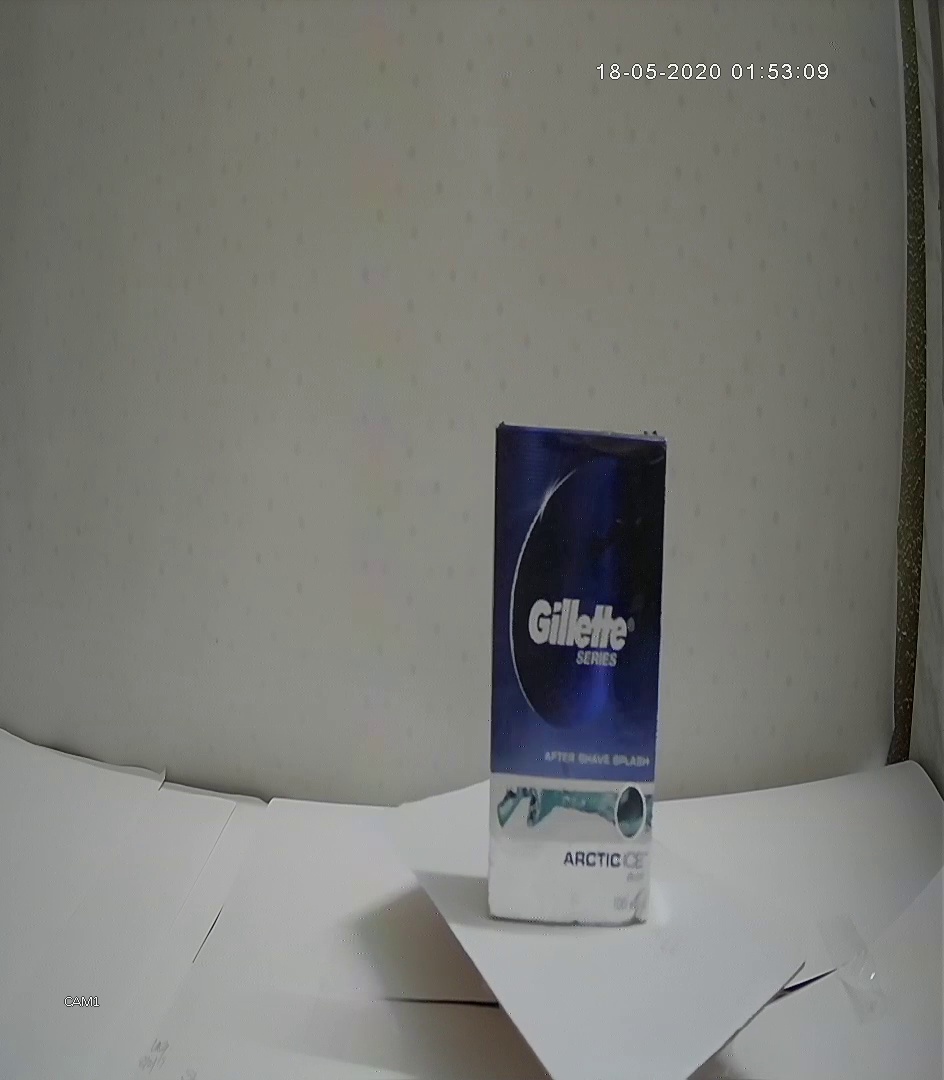 18-05-2020 01:53:09
Gillette
SERIES
AFTER SHAVE SPLASH
ARCTIC ICE
CAM1